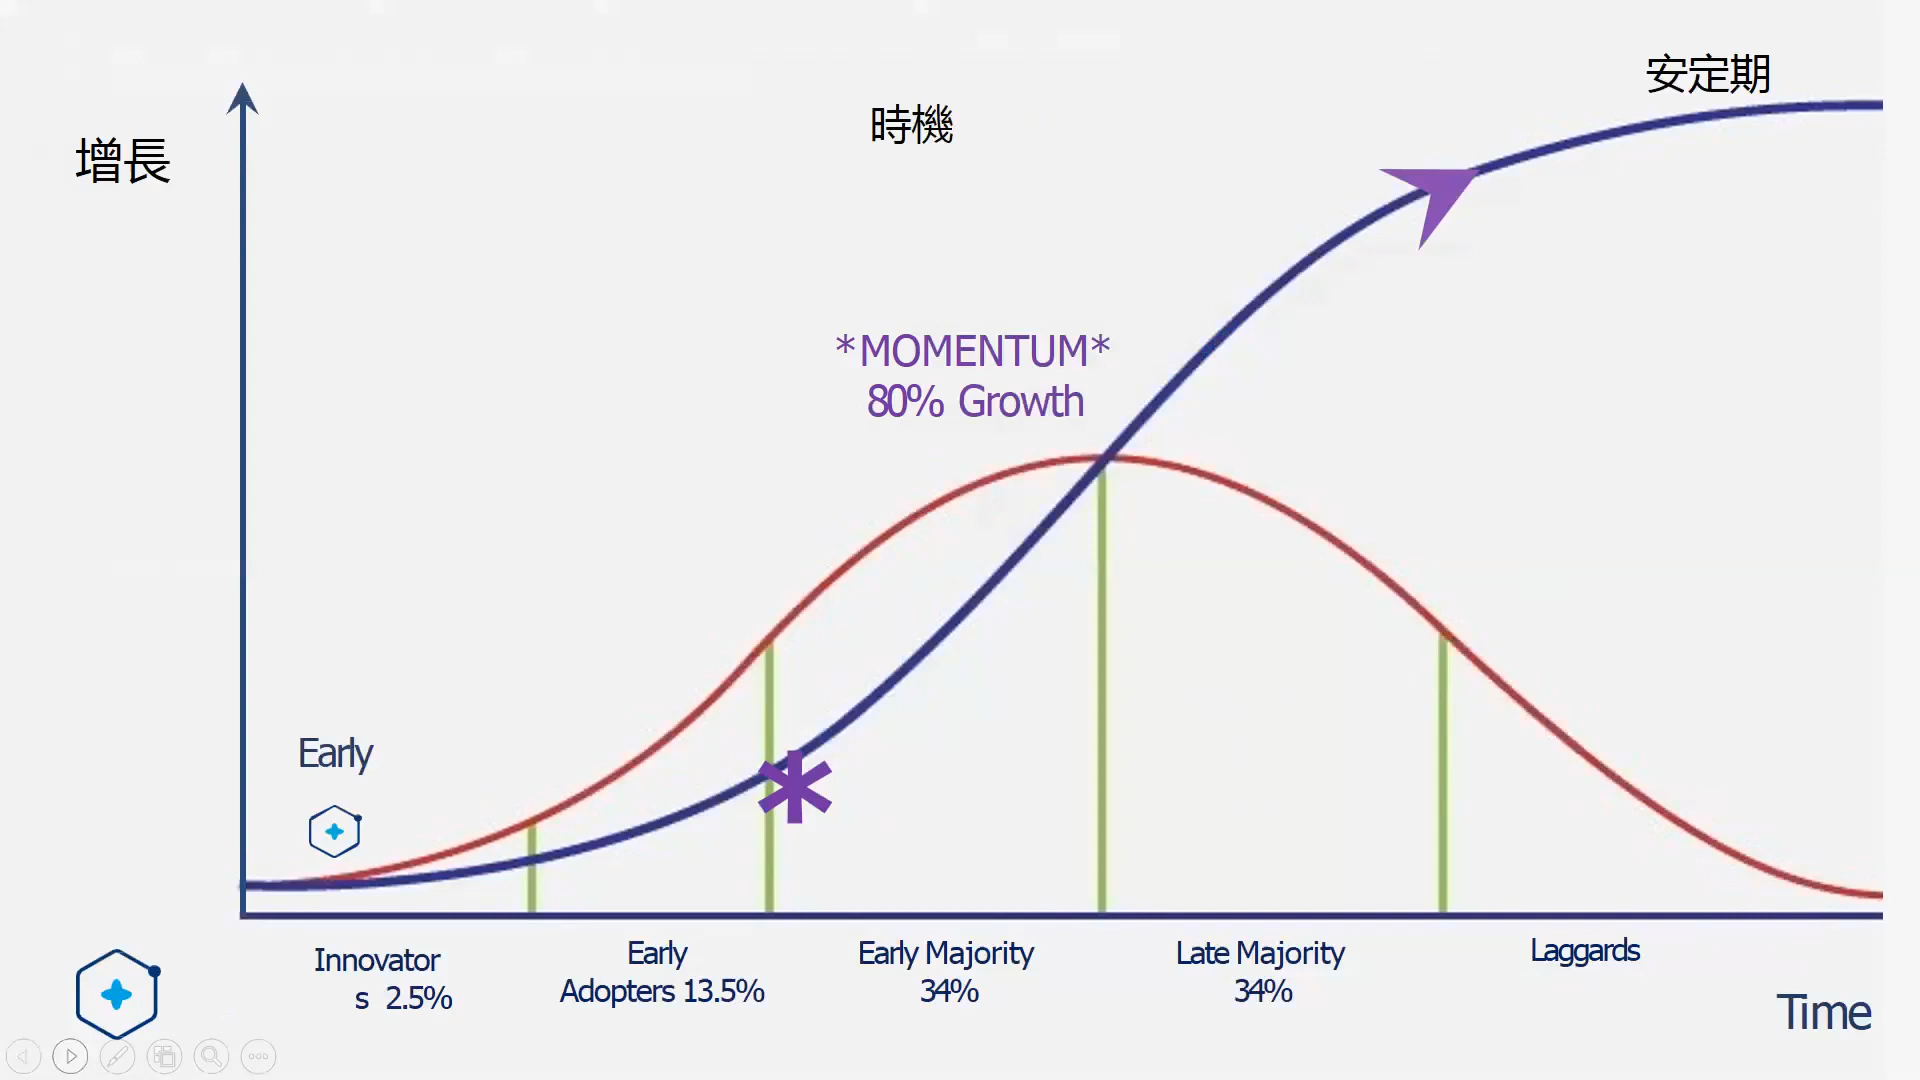 安定期
時機
增長
*MOMENTUM*
80% Growth
Early
Innovator
s 2.5%
Early
Adopters 13.5%
Early Majority
34%
Late Majority
34%
Laggards
Time